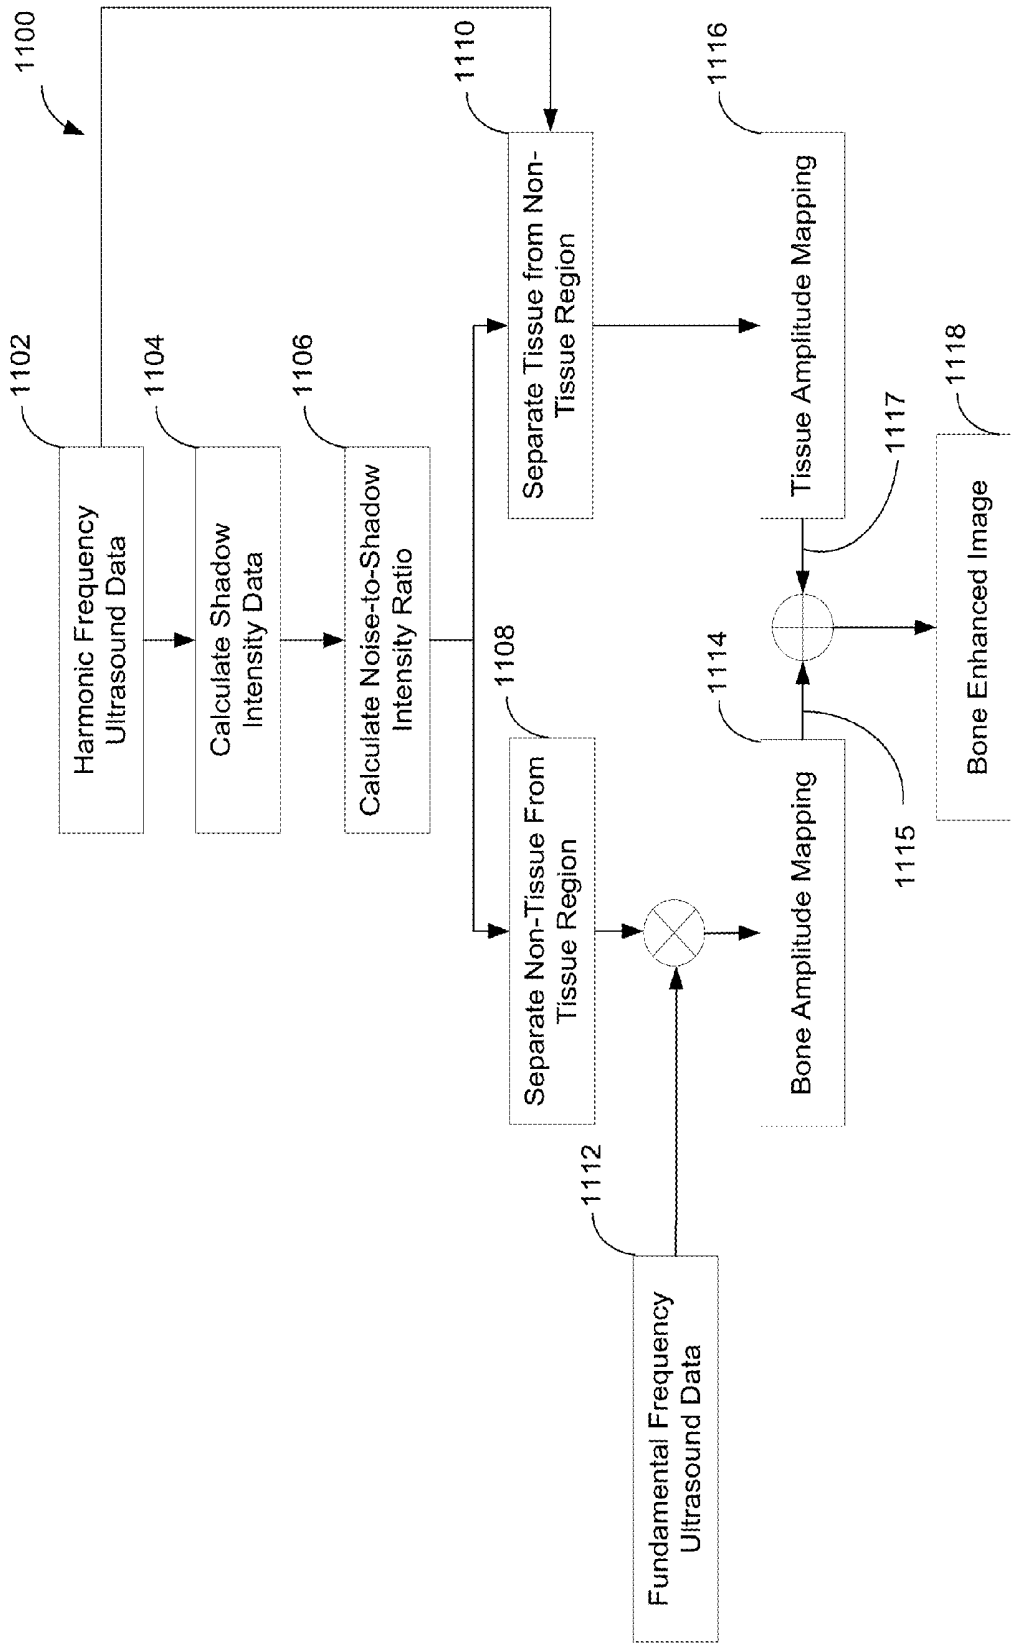 1100
1102
Harmonic Frequency
Ultrasound Data
1104
Calculate Shadow
Intensity Data
1106
Calculate Noise-to-Shadow
Intensity Ratio
1108
Separate Non-Tissue From
Tissue Region
1110
Separate Tissue from Non-
Tissue Region
1112
Fundamental Frequency
Ultrasound Data
1114
Bone Amplitude Mapping
1115
1116
Tissue Amplitude Mapping
1117
1118
Bone Enhanced Image